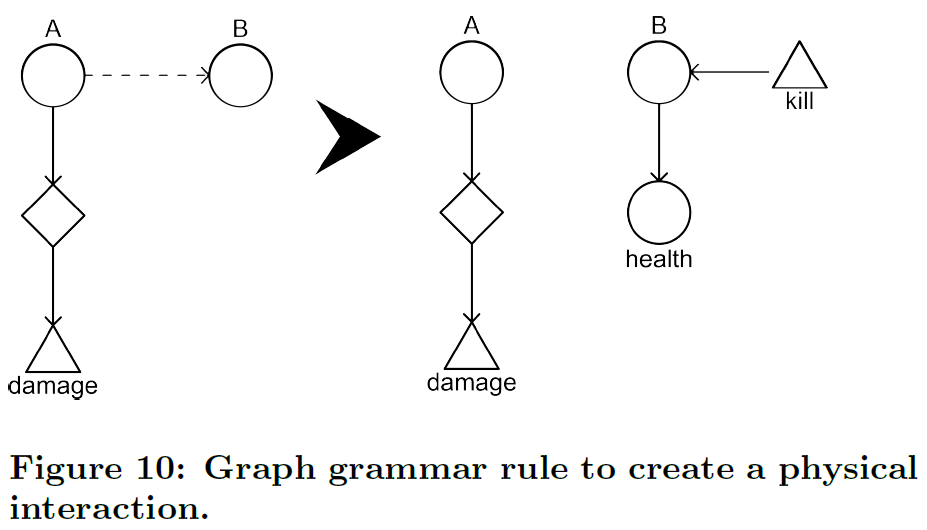 A
B
A
B
kill
health
damage
damage
Figure 10: Graph grammar rule to create a physical
interaction.